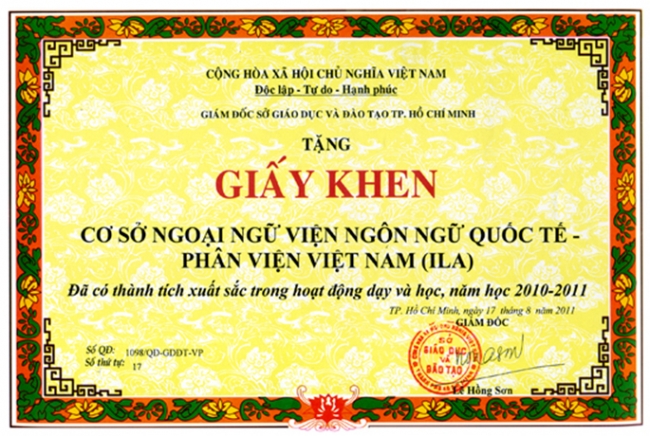 CỘNG HÒA XÃ HỘI CHỦ NGHĨA VIỆT NAM
Độc lập - Tự do - Hạnh phúc
GIÁM ĐỐC SỞ GIÁO DỤC VÀ ĐÀO TẠO TP. HỒ CHÍ MINH
TẶNG
GIẤY KHEN
CƠ SỞ NGOẠI NGỮ VIỆN NGÔN NGỮ QUỐC TẾ -
PHÂN VIỆN VIỆT NAM (ILA)
Đã có thành tích xuất sắc trong hoạt động dạy và học, năm học 2010-2011
TP. Hồ Chí Minh, ngày 17 tháng 8 năm 2011
GIÁM ĐỐC
Số QĐ: 1098/QĐ-GDĐT-VP
Số thứ tự: 17
SỞ
GIÁO DỤC
VÀ
ĐÀO TẠO
Lê Hồng Sơn